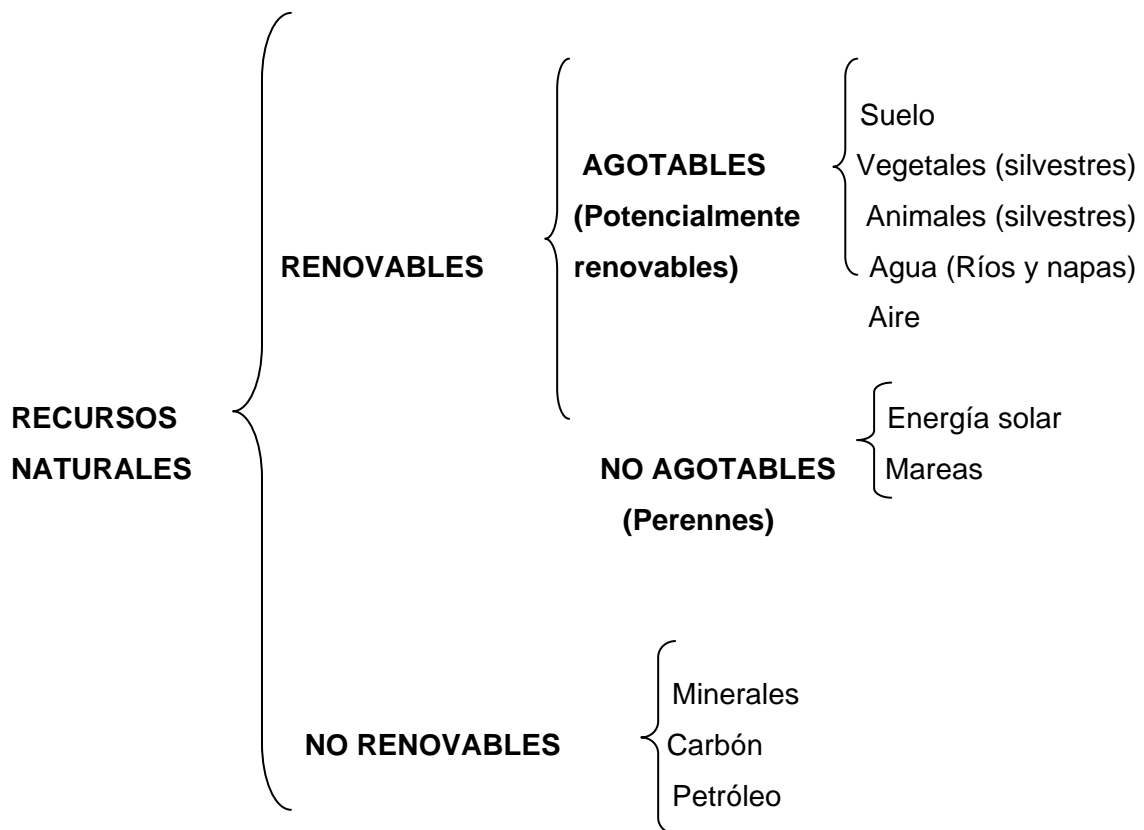 RECURSOS
NATURALES
RENOVABLES
AGOTABLES
(Potencialmente
renovables)
Suelo
Vegetales (silvestres)
Animales (silvestres)
Agua (Ríos y napas)
Aire
NO AGOTABLES
(Perennes)
Energía solar
Mareas
NO RENOVABLES
Minerales
Carbón
Petróleo